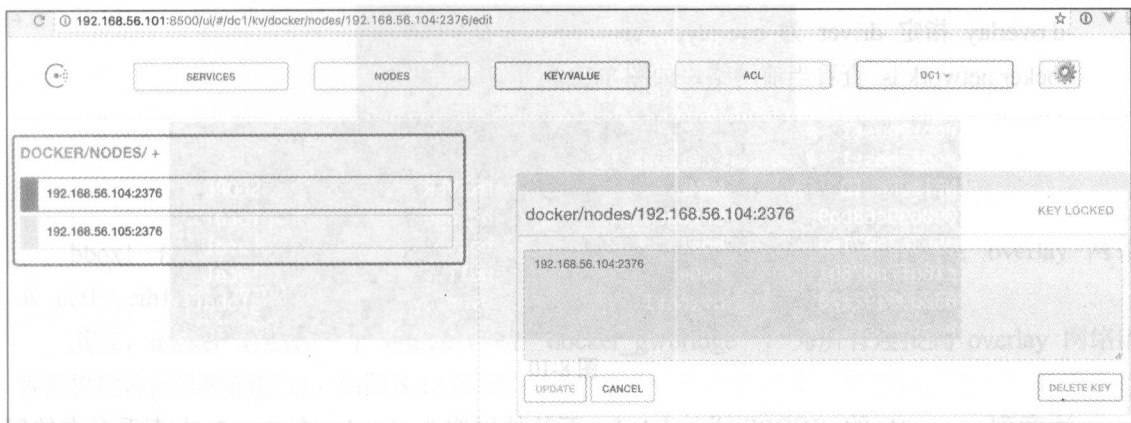 192.168.56.101:8500/ui/#/dc1/kv/docker/nodes/192.168.56.104:2376/edit
SERVICES
NODES
KEY/VALUE
ACL
DC1
DOCKER/NODES/ +
192.168.56.104:2376
192.168.56.105:2376
docker/nodes/192.168.56.104:2376
KEY LOCKED
192.168.56.104:2376
UPDATE
CANCEL
DELETE KEY